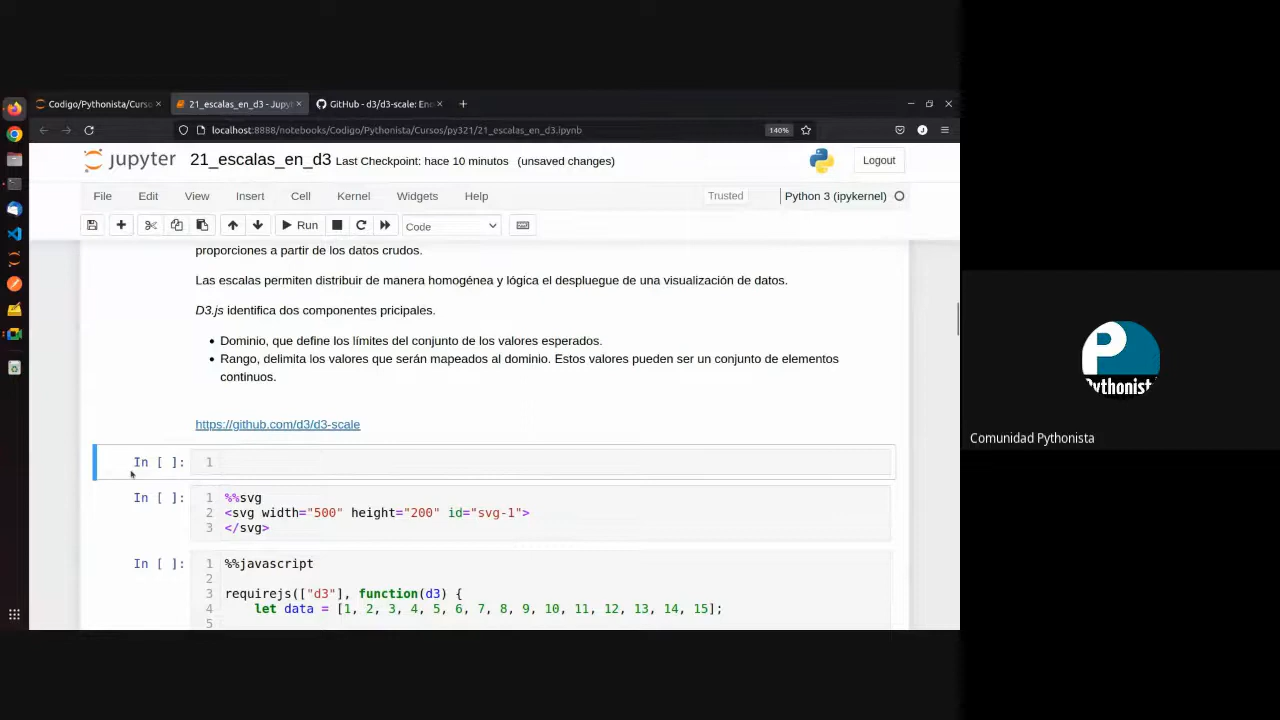 Codigo/Pythonista/Curso
21_escalas_en_d3 - Jupyt
GitHub - d3/d3-scale: Enc
localhost:8888/notebooks/Codigo/Pythonista/Cursos/py321/21_escalas_en_d3.ipynb
140%
jupyter 21_escalas_en_d3 Last Checkpoint: hace 10 minutos (unsaved changes)
Logout
File Edit View Insert Cell Kernel Widgets Help
Trusted
Python 3 (ipykernel)
Run
Code
proporciones a partir de los datos crudos.
Las escalas permiten distribuir de manera homogénea y lógica el despluegue de una visualización de datos.
D3.js identifica dos componentes pricipales.
• Dominio, que define los límites del conjunto de los valores esperados.
• Rango, delimita los valores que serán mapeados al dominio. Estos valores pueden ser un conjunto de elementos
continuos.
https://github.com/d3/d3-scale
In [ ]: 1
In [ ]: 1 %%svg
2 <svg width="500" height="200" id="svg-1">
3 </svg>
In [ ]: 1 %%javascript
2
3 requirejs(["d3"], function(d3) {
4 let data = [1, 2, 3, 4, 5, 6, 7, 8, 9, 10, 11, 12, 13, 14, 15];
5
Pythonist
Comunidad Pythonista